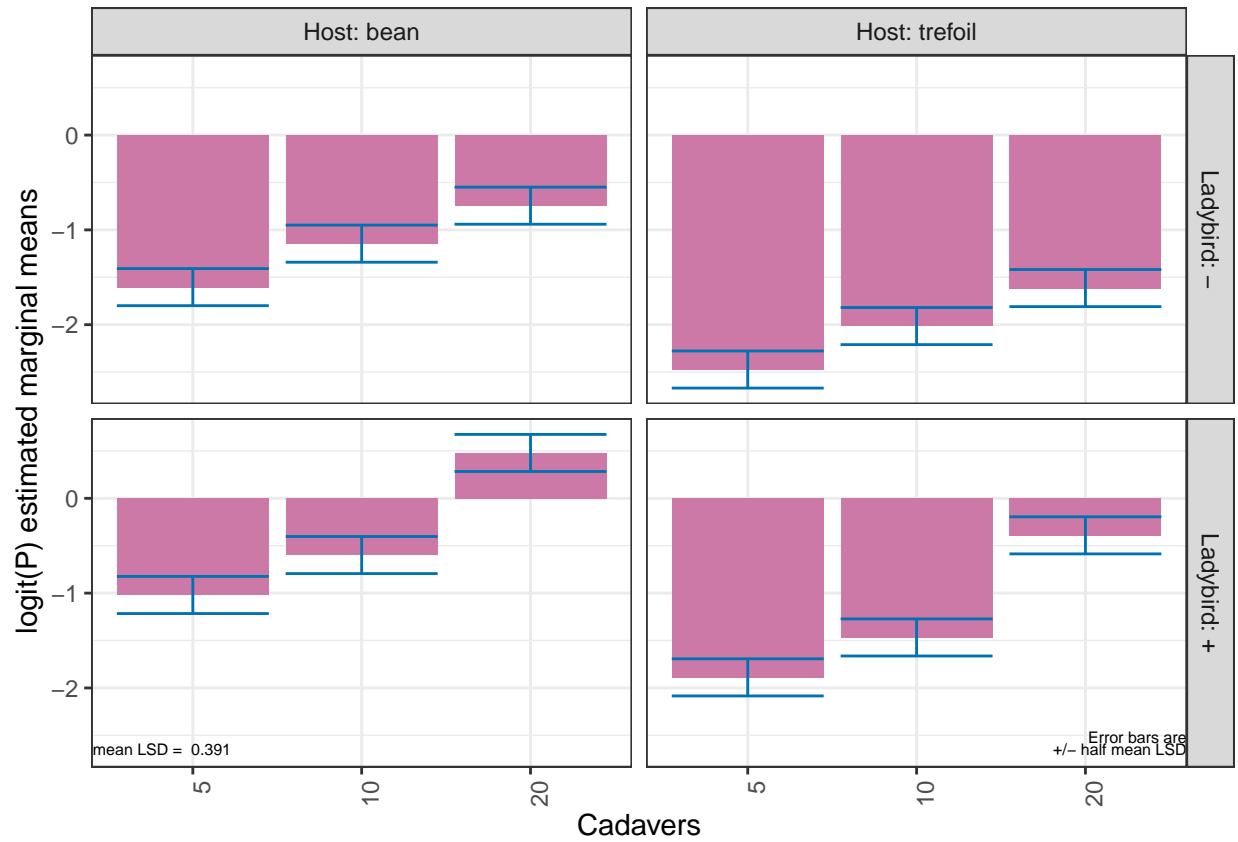 Host: bean
Host: trefoil
Ladybird: −
Ladybird: +
logit(P) estimated marginal means
0
−1
−2
0
−1
−2
mean LSD = 0.391
Error bars are
+/− half mean LSD
5
10
20
5
10
20
Cadavers